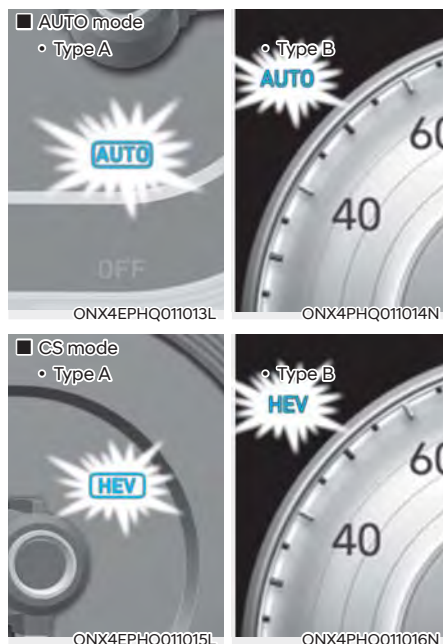 ■ AUTO mode
• Type A
• Type B
AUTO
AUTO
60
40
OFF
ONX4EPHQ011013L
ONX4PHQ011014N
■ CS mode
• Type A
• Type B
HEV
HEV
60
40
ONX4EPHQ011015L
ONX4PHQ011016N